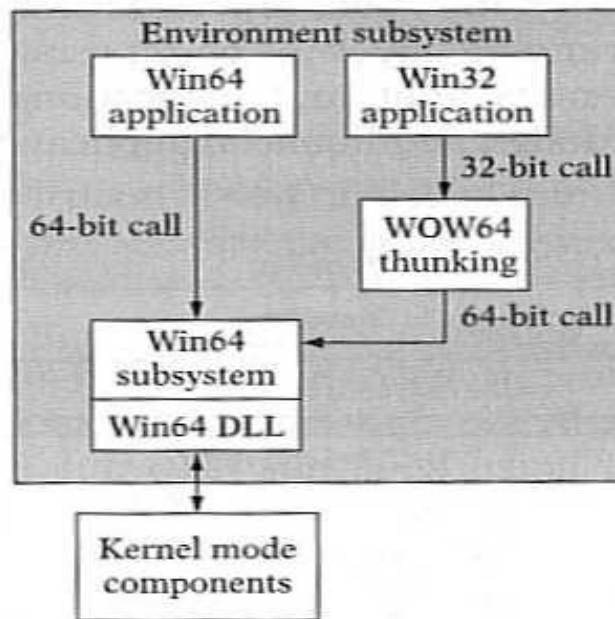 Environment subsystem
Win64
application
Win32
application
32-bit call
64-bit call
WOW64
thunking
64-bit call
Win64
subsystem
Win64 DLL
Kernel mode
components